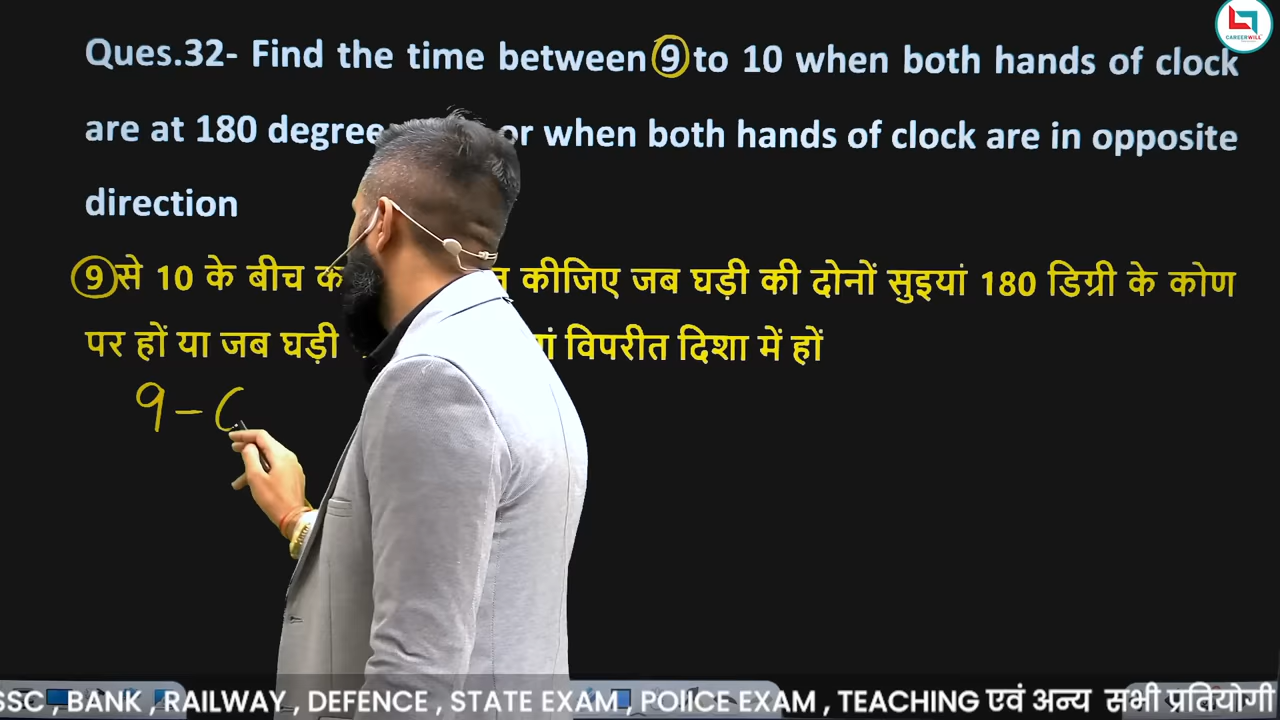 Ques.32- Find the time between 9 to 10 when both hands of clock
are at 180 degree or when both hands of clock are in opposite
direction
9 से 10 के बीच कीजिए जब घड़ी की दोनों सुइयां 180 डिग्री के कोण
पर हों या जब घड़ी विपरीत दिशा में हों
9-
CAREERWILL
SSC , BANK , RAILWAY , DEFENCE , STATE EXAM , POLICE EXAM , TEACHING एवं अन्य सभी प्रतियोगी